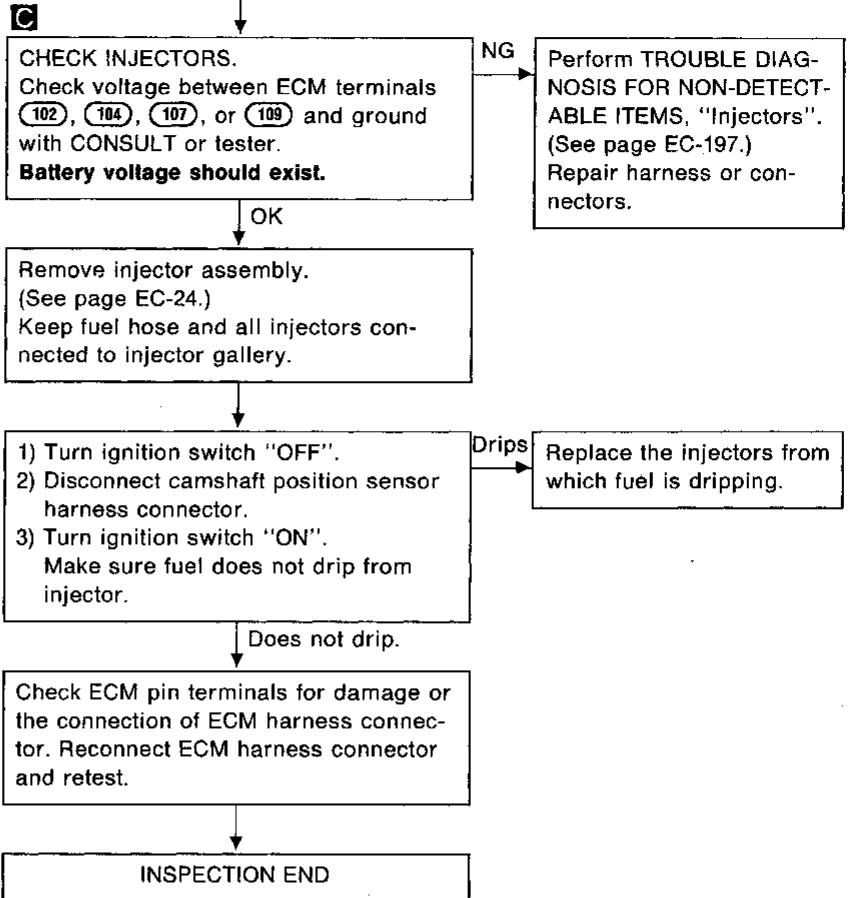 C
CHECK INJECTORS.
Check voltage between ECM terminals
102, 104, 107, or 109 and ground
with CONSULT or tester.
Battery voltage should exist.
NG
Perform TROUBLE DIAG-
NOSIS FOR NON-DETECT-
ABLE ITEMS, "Injectors".
(See page EC-197.)
Repair harness or con-
nectors.
OK
Remove injector assembly.
(See page EC-24.)
Keep fuel hose and all injectors con-
nected to injector gallery.
1) Turn ignition switch "OFF".
2) Disconnect camshaft position sensor
harness connector.
3) Turn ignition switch "ON".
Make sure fuel does not drip from
injector.
Drips
Replace the injectors from
which fuel is dripping.
Does not drip.
Check ECM pin terminals for damage or
the connection of ECM harness connec-
tor. Reconnect ECM harness connector
and retest.
INSPECTION END